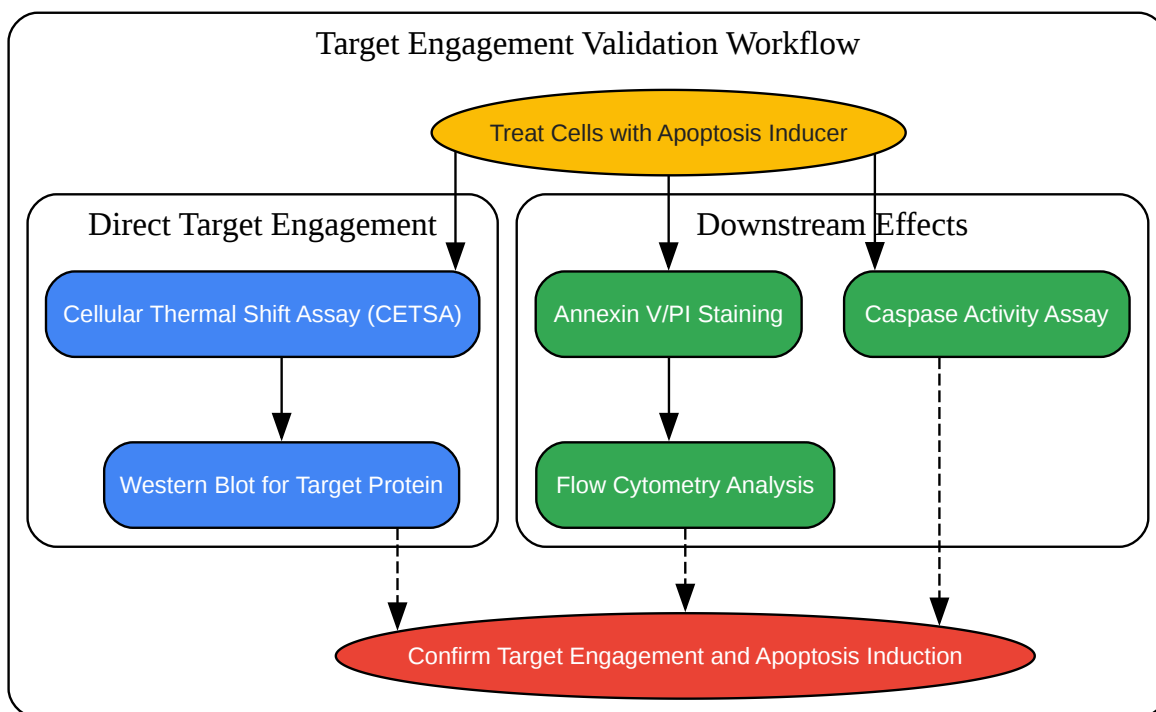 Target Engagement Validation Workflow
Treat Cells with Apoptosis Inducer
Direct Target Engagement
Downstream Effects
Cellular Thermal Shift Assay (CETSA)
Annexin V/PI Staining
Caspase Activity Assay
Western Blot for Target Protein
Flow Cytometry Analysis
Confirm Target Engagement and Apoptosis Induction